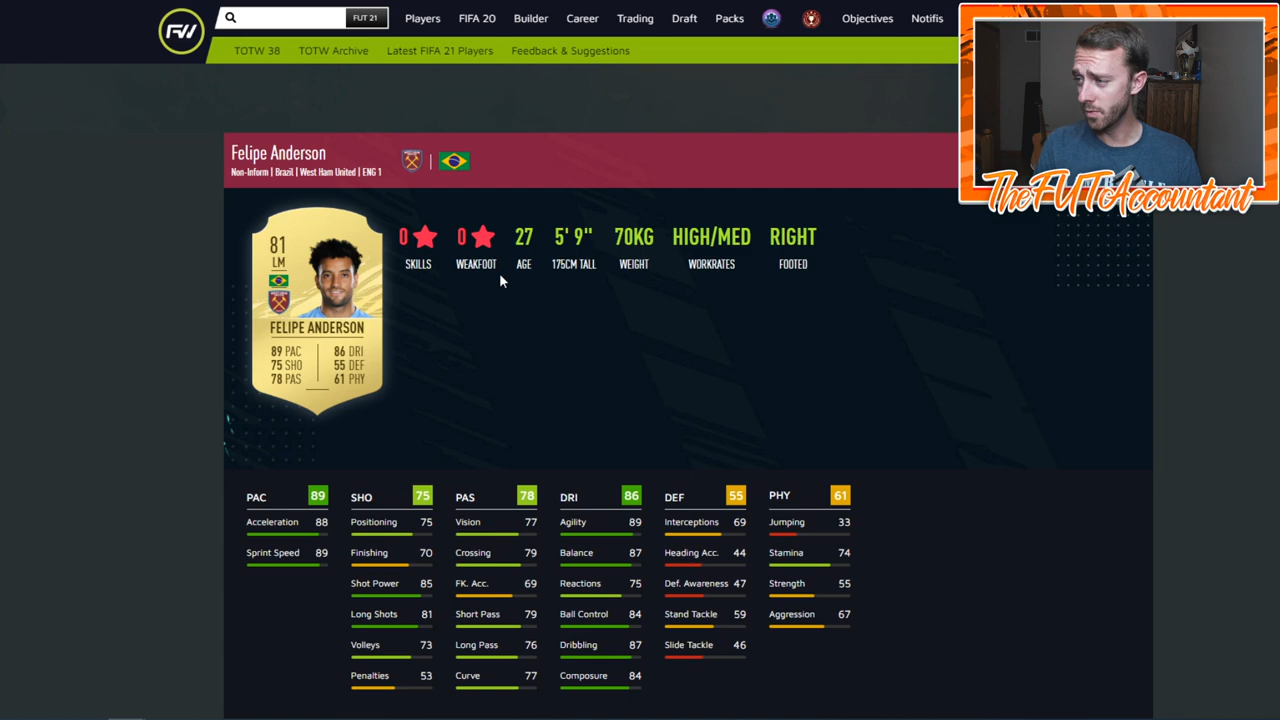 FW
FUT 21
Players
FIFA 20
Builder
Career
Trading
Draft
Packs
Objectives
Notifis
TOTW 38
TOTW Archive
Latest FIFA 21 Players
Feedback & Suggestions
TheFUTAccountant
Felipe Anderson
Non-Inform | Brazil | West Ham United | ENG 1
81
LM
FELIPE ANDERSON
89 PAC 86 DRI
75 SHO 55 DEF
78 PAS 61 PHY
0 0 27 5' 9" 70KG HIGH/MED RIGHT
SKILLS WEAKFOOT AGE 175CM TALL WEIGHT WORKRATES FOOTED
PAC 89 SHO 75 PAS 78 DRI 86 DEF 55 PHY 61
Acceleration 88 Positioning 75 Vision 77 Agility 89 Interceptions 69 Jumping 33
Sprint Speed 89 Finishing 70 Crossing 79 Balance 87 Heading Acc. 44 Stamina 74
Shot Power 85 FK. Acc. 69 Reactions 75 Def. Awareness 47 Strength 55
Long Shots 81 Short Pass 79 Ball Control 84 Stand Tackle 59 Aggression 67
Volleys 73 Long Pass 76 Dribbling 87 Slide Tackle 46
Penalties 53 Curve 77 Composure 84